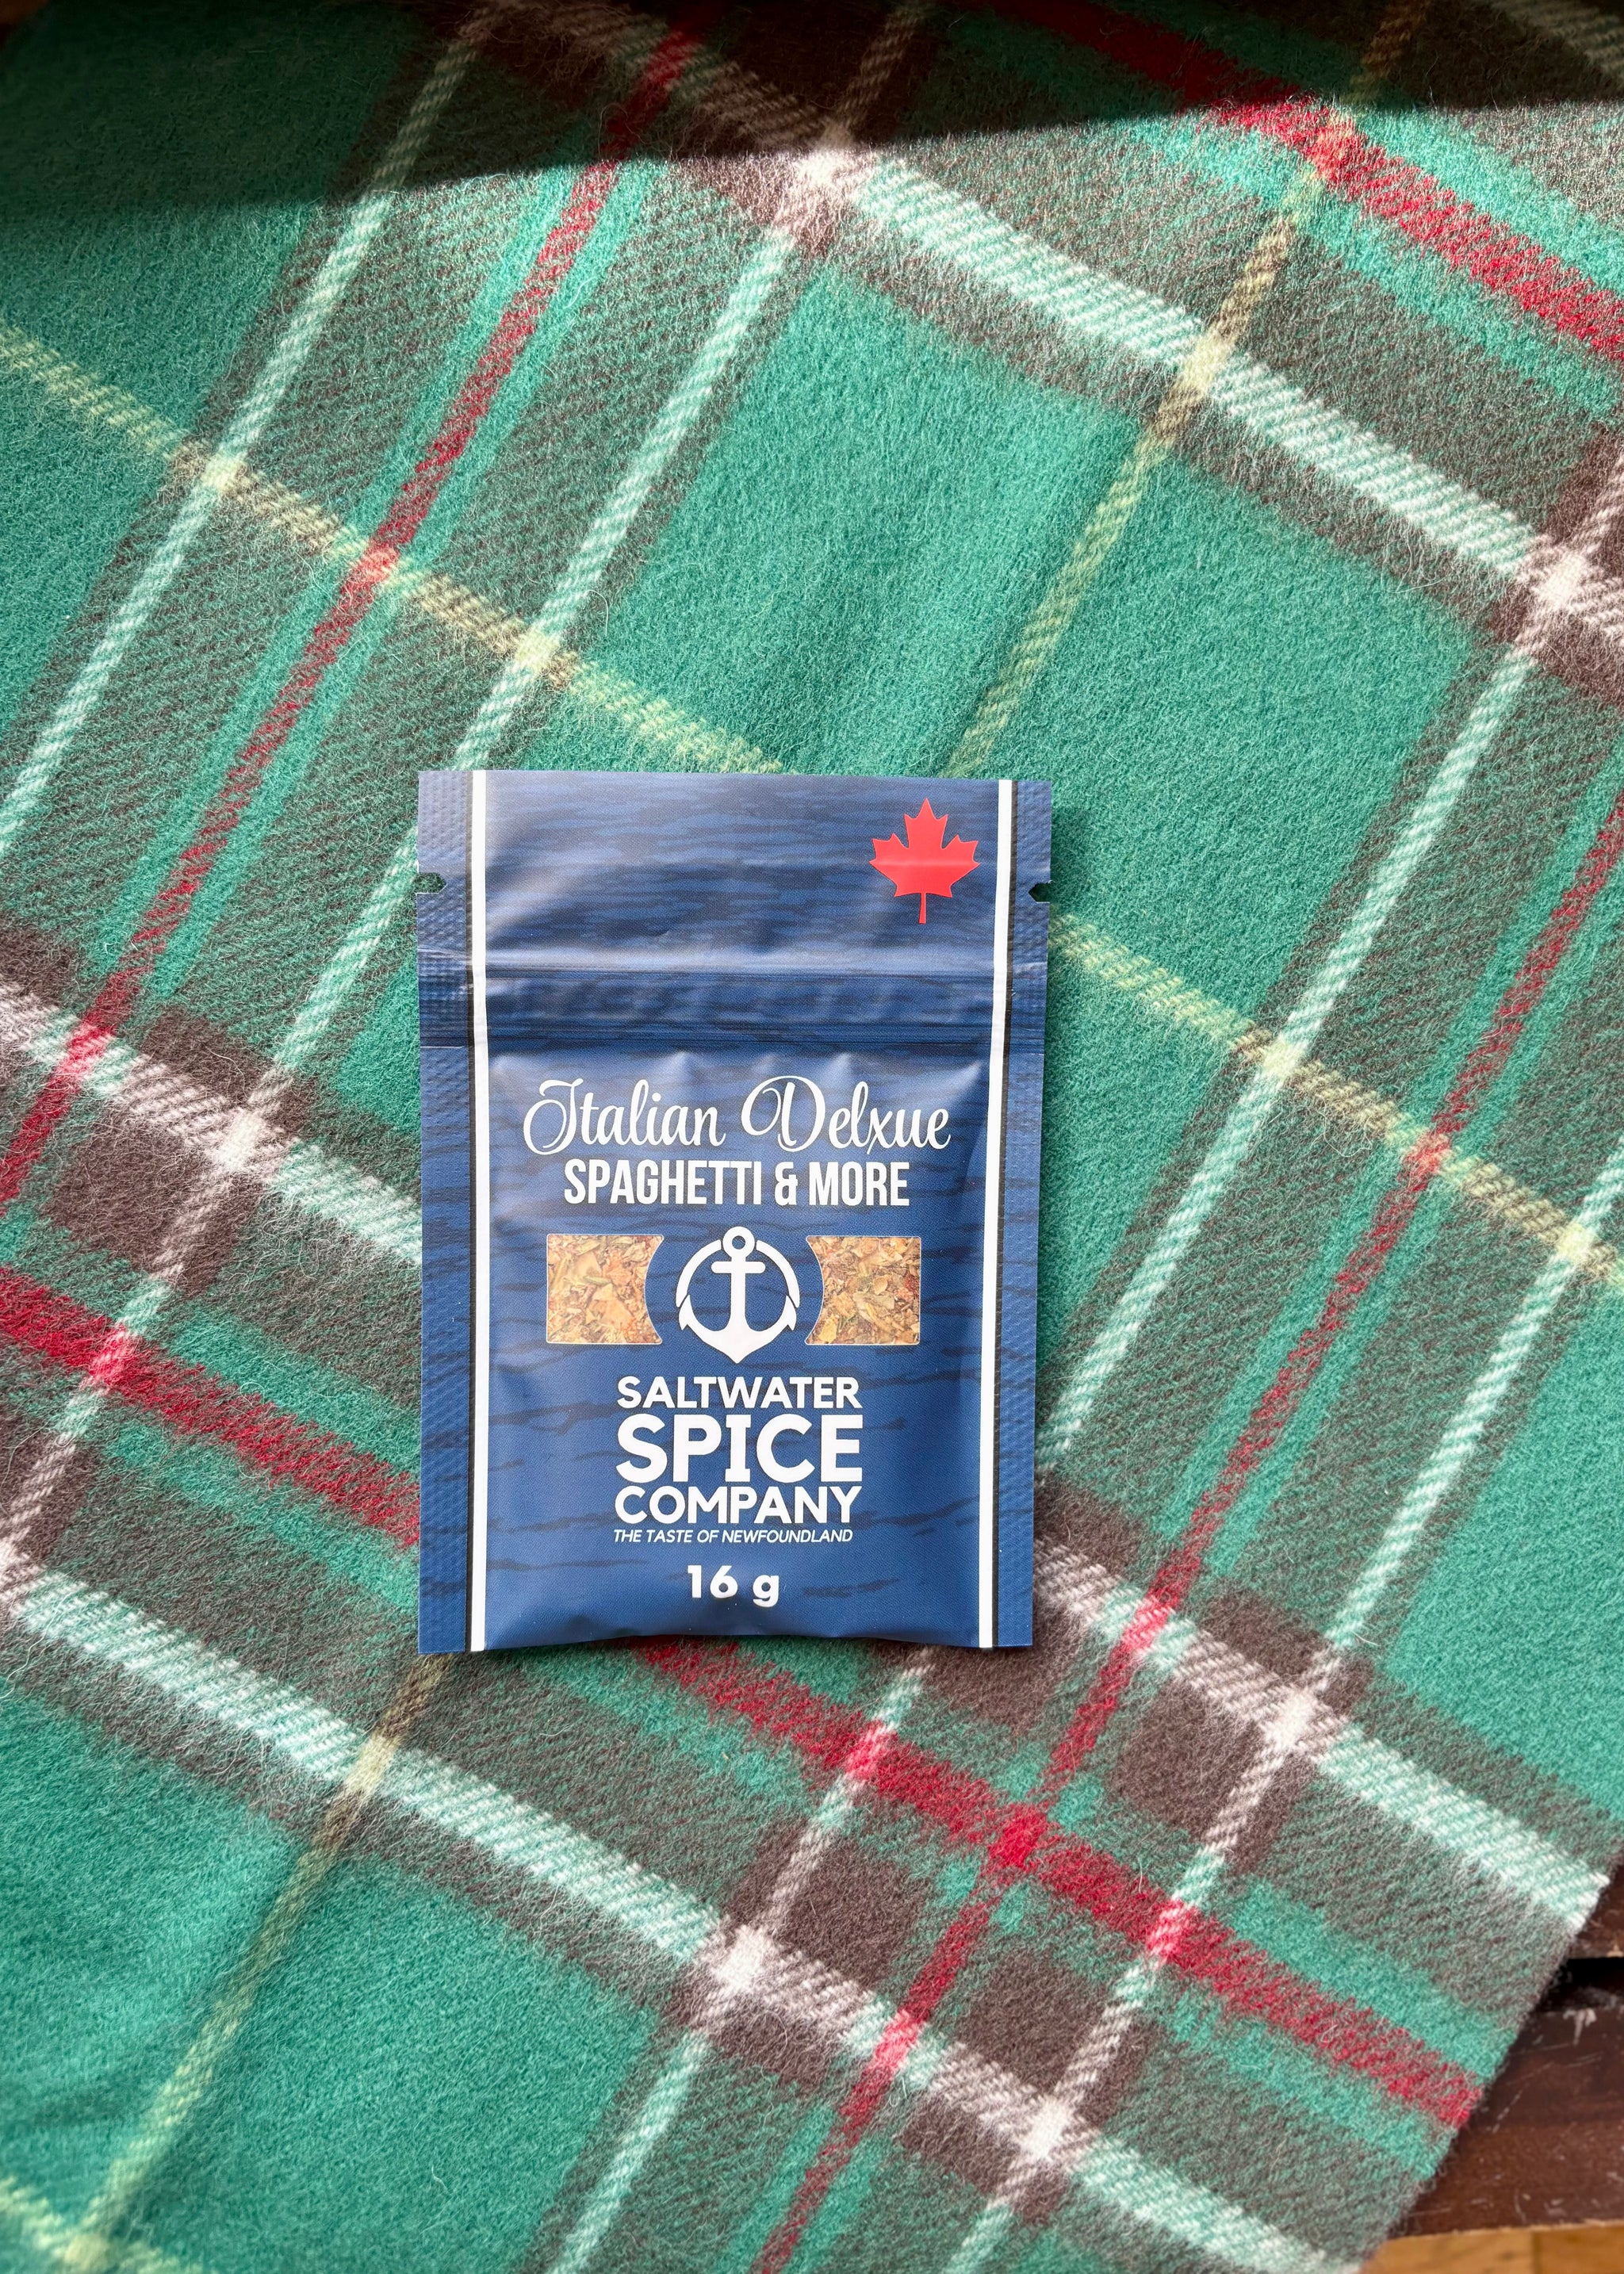 Italian Delxue
SPAGHETTI & MORE
SALTWATER
SPICE
COMPANY
THE TASTE OF NEWFOUNDLAND
16 g